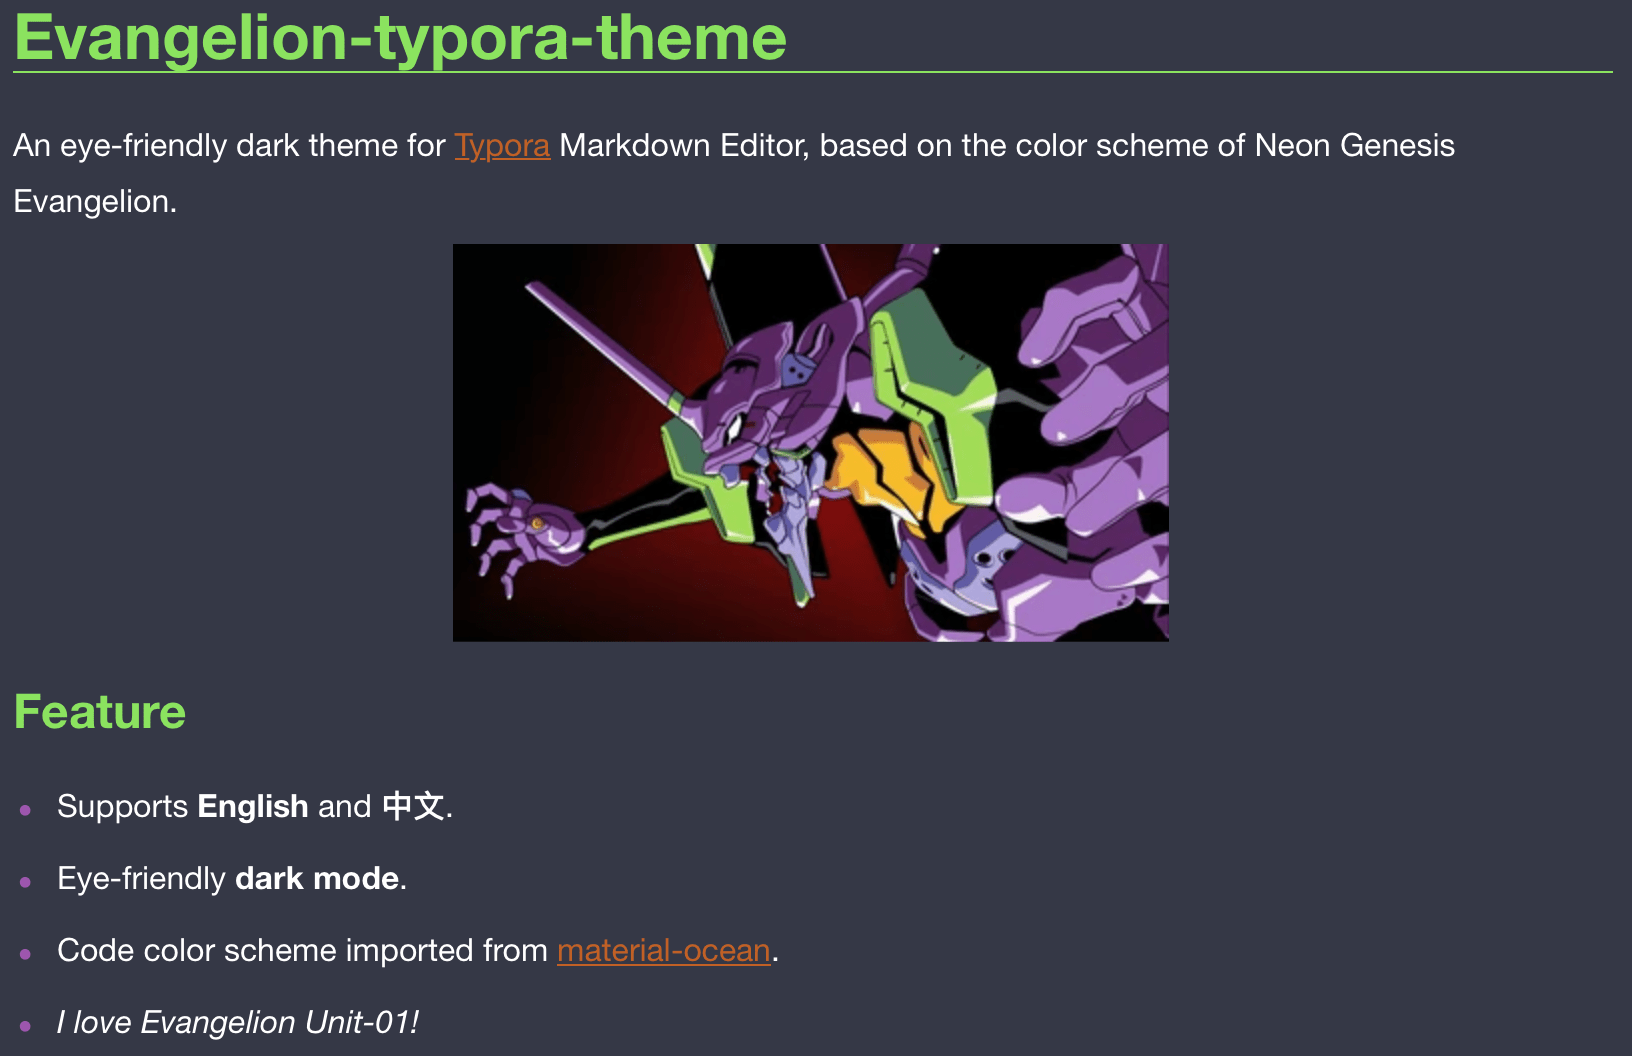 Evangelion-typora-theme
An eye-friendly dark theme for Typora Markdown Editor, based on the color scheme of Neon Genesis
Evangelion.
Feature
Supports English and 中文.
Eye-friendly dark mode.
Code color scheme imported from material-ocean.
I love Evangelion Unit-01!